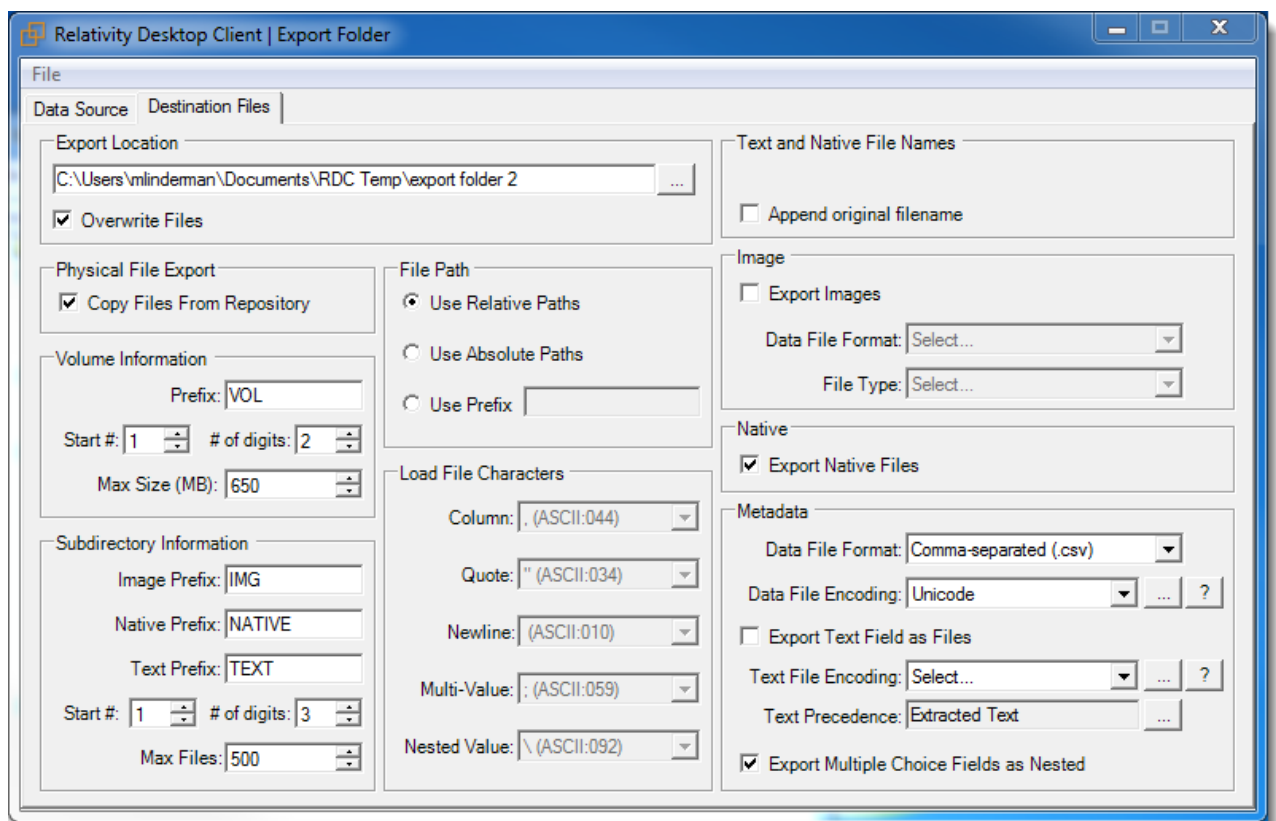 Relativity Desktop Client | Export Folder
File
Data Source Destination Files
Export Location
C:\Users\mlinderman\Documents\RDC Temp\export folder 2 ...
Overwrite Files
Physical File Export
Copy Files From Repository
Volume Information
Prefix: VOL
Start #: 1 # of digits: 2
Max Size (MB): 650
Subdirectory Information
Image Prefix: IMG
Native Prefix: NATIVE
Text Prefix: TEXT
Start #: 1 # of digits: 3
Max Files: 500
File Path
Use Relative Paths
Use Absolute Paths
Use Prefix
Load File Characters
Column: , (ASCII:044)
Quote: " (ASCII:034)
Newline: (ASCII:010)
Multi-Value: ; (ASCII:059)
Nested Value: \ (ASCII:092)
Text and Native File Names
Append original filename
Image
Export Images
Data File Format: Select...
File Type: Select...
Native
Export Native Files
Metadata
Data File Format: Comma-separated (.csv)
Data File Encoding: Unicode ... ?
Export Text Field as Files
Text File Encoding: Select... ... ?
Text Precedence: Extracted Text ...
Export Multiple Choice Fields as Nested